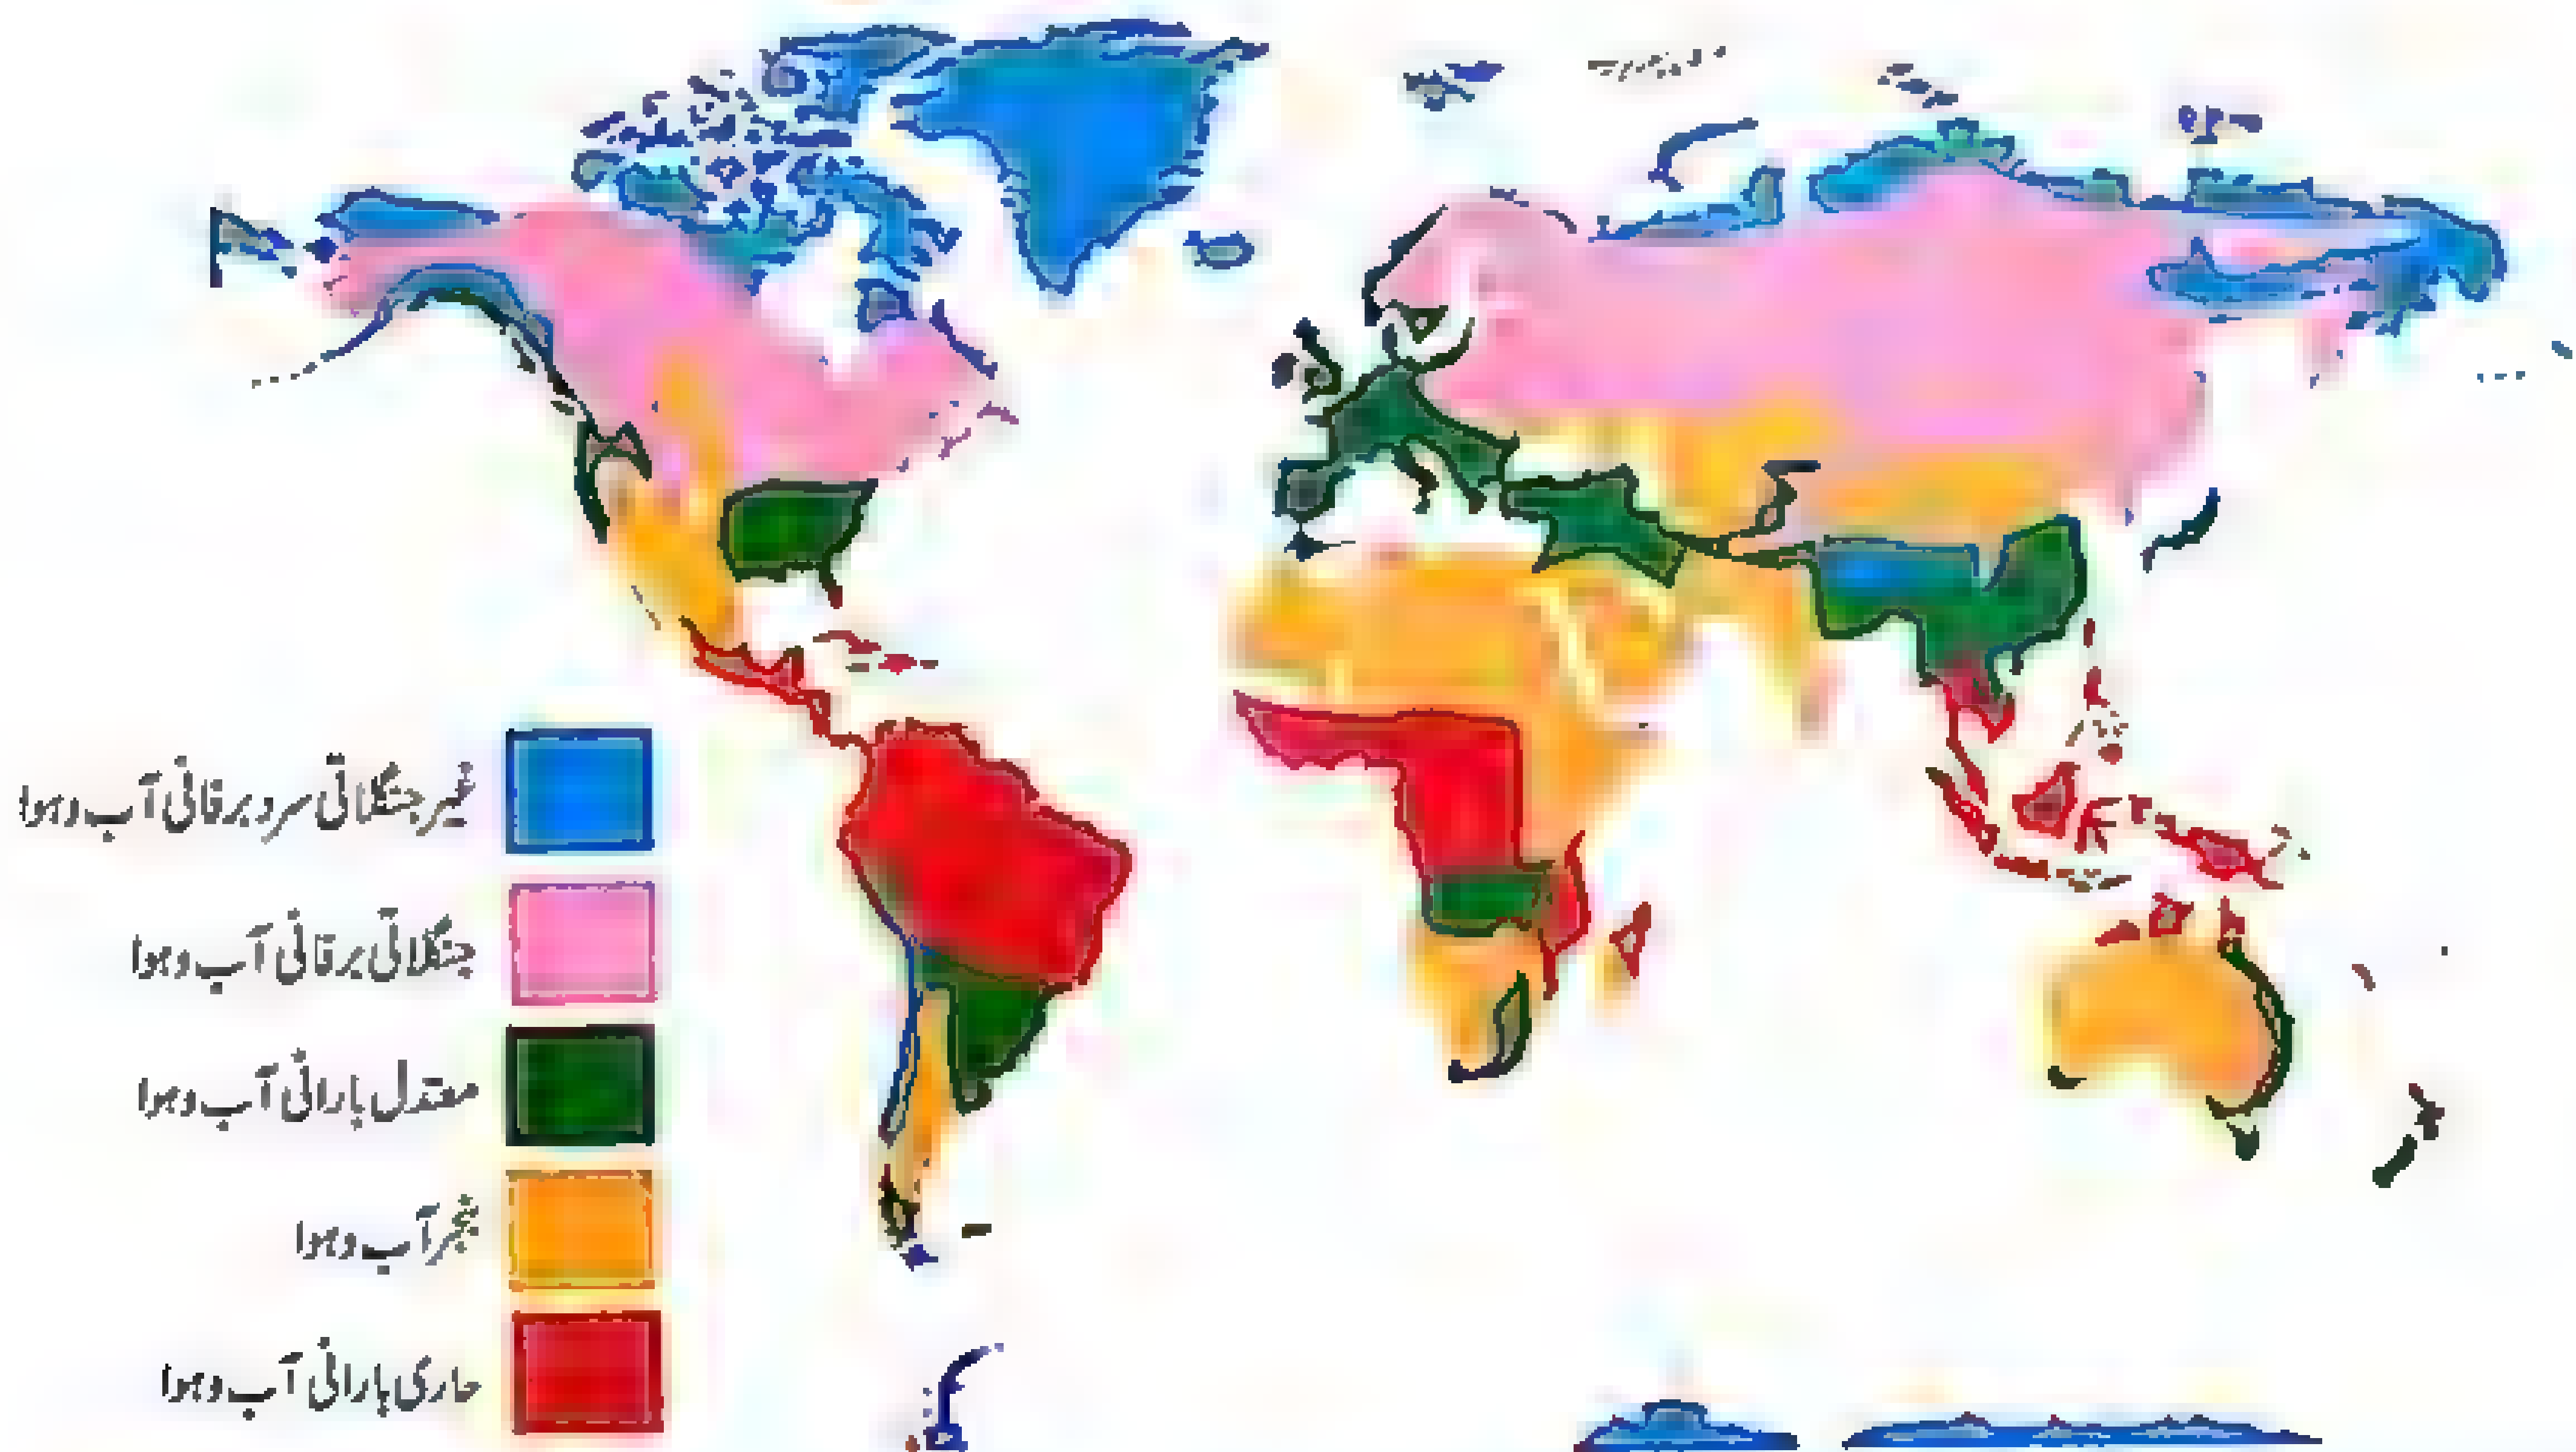 غیر جنگلاتی سرد برفانی آب و ہوا
جنگلاتی برفانی آب و ہوا
معتدل بارانی آب و ہوا
بنجر آب و ہوا
حاری بارانی آب و ہوا